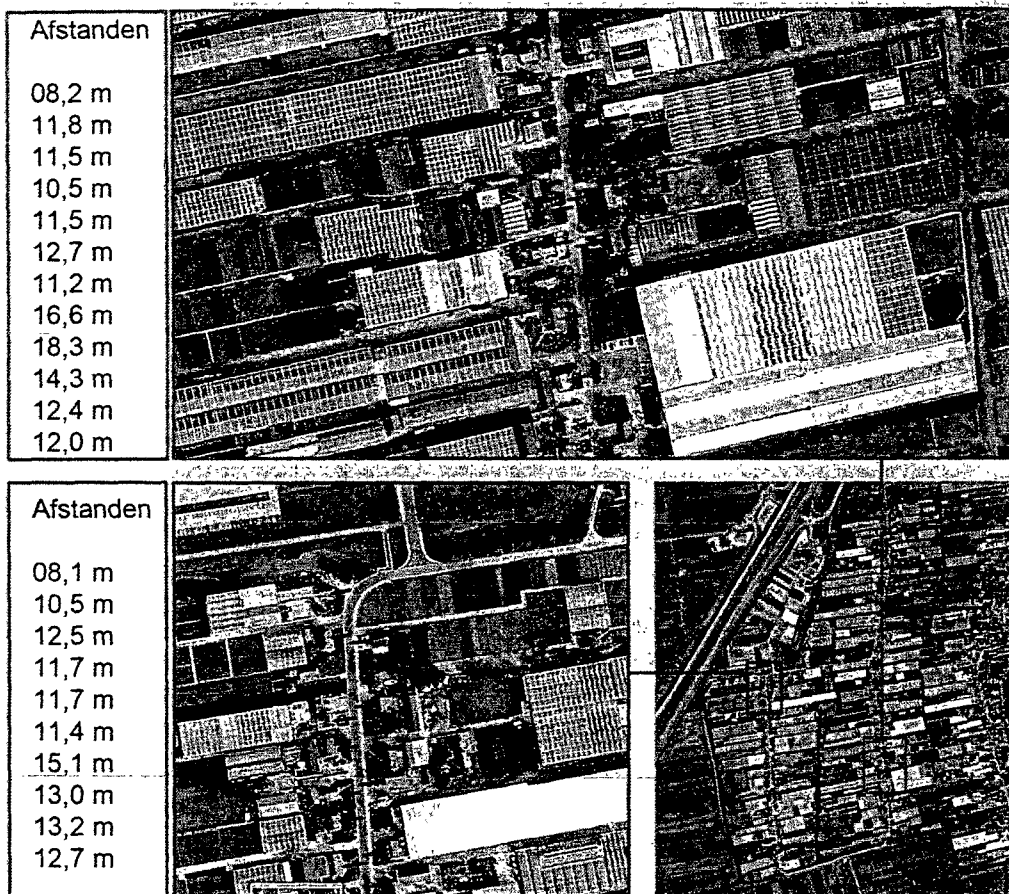 Afstanden
08,2 m
11,8 m
11,5 m
10,5 m
11,5 m
12,7 m
11,2 m
16,6 m
18,3 m
14,3 m
12,4 m
12,0 m
Afstanden
08,1 m
10,5 m
12,5 m
11,7 m
11,7 m
11,4 m
15,1 m
13,0 m
13,2 m
12,7 m